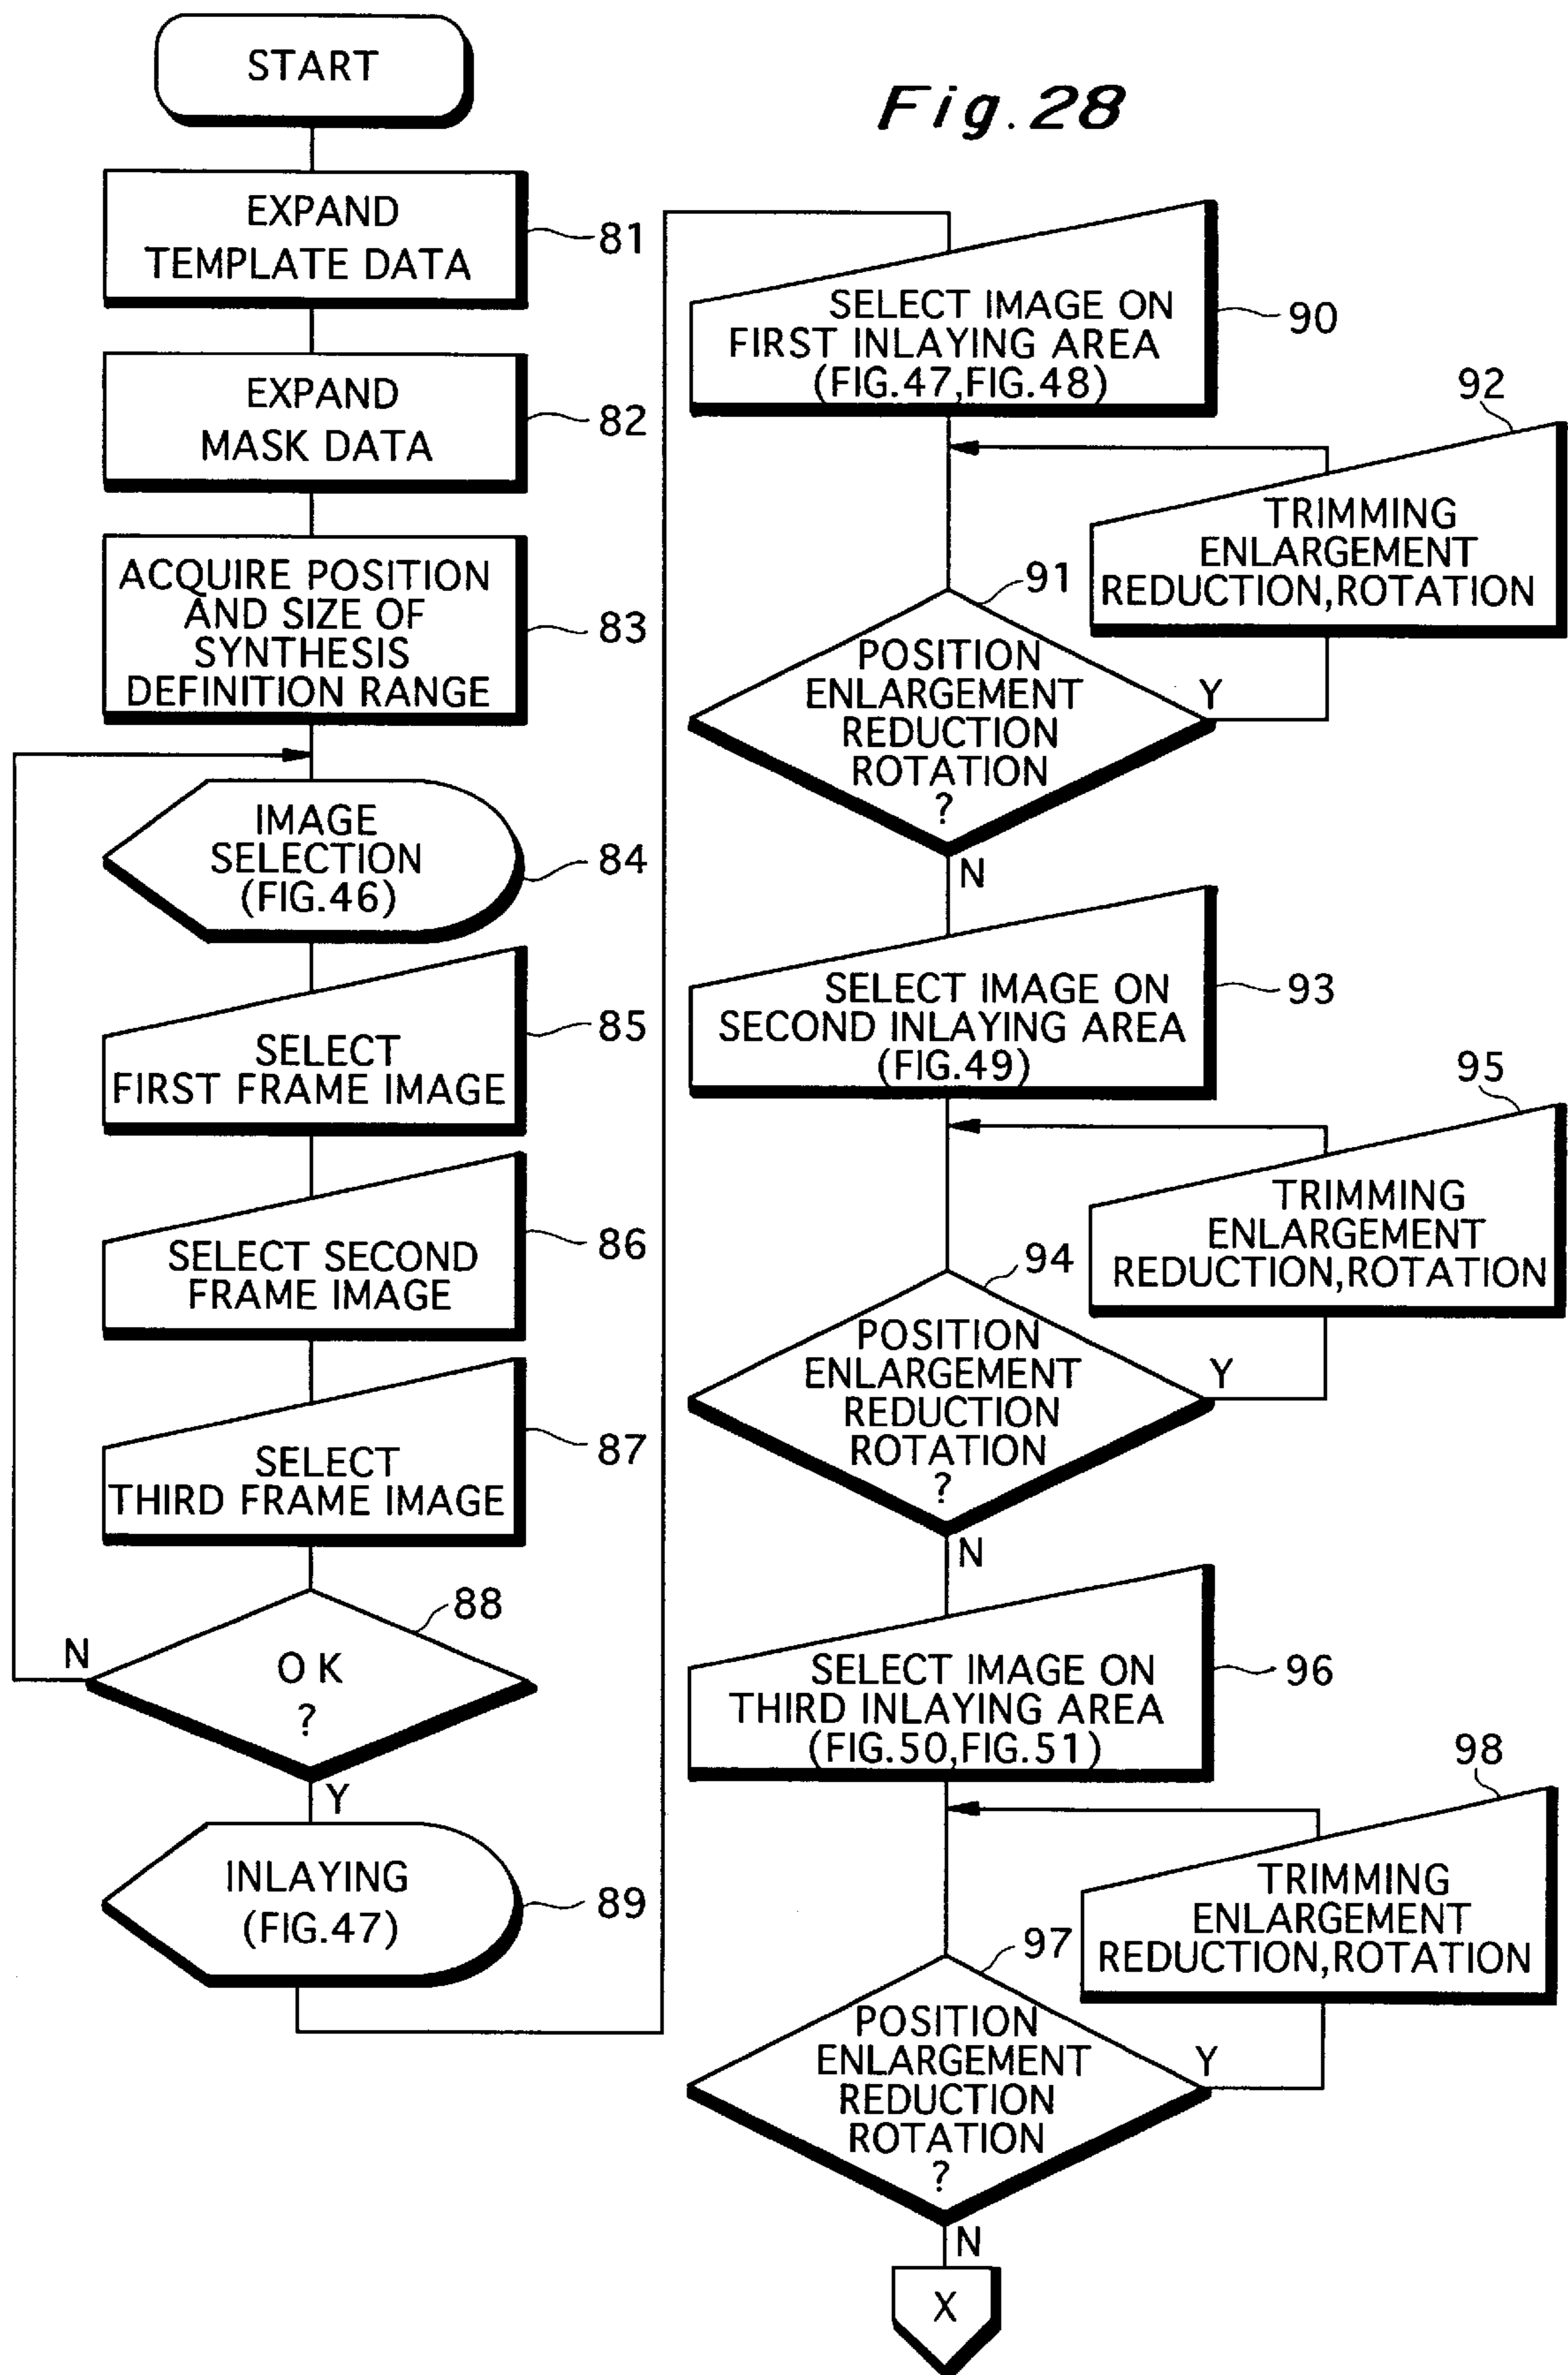 Fig.28
START
EXPAND
TEMPLATE DATA
81
EXPAND
MASK DATA
82
ACQUIRE POSITION
AND SIZE OF
SYNTHESIS
DEFINITION RANGE
83
IMAGE
SELECTION
(FIG.46)
84
SELECT
FIRST FRAME IMAGE
85
SELECT SECOND
FRAME IMAGE
86
SELECT
THIRD FRAME IMAGE
87
OK
?
88
N
Y
INLAYING
(FIG.47)
89
SELECT IMAGE ON
FIRST INLAYING AREA
(FIG.47,FIG.48)
90
POSITION
ENLARGEMENT
REDUCTION
ROTATION
?
91
Y
N
TRIMMING
ENLARGEMENT
REDUCTION,ROTATION
92
SELECT IMAGE ON
SECOND INLAYING AREA
(FIG.49)
93
POSITION
ENLARGEMENT
REDUCTION
ROTATION
?
94
Y
N
TRIMMING
ENLARGEMENT
REDUCTION,ROTATION
95
SELECT IMAGE ON
THIRD INLAYING AREA
(FIG.50,FIG.51)
96
POSITION
ENLARGEMENT
REDUCTION
ROTATION
?
97
Y
N
TRIMMING
ENLARGEMENT
REDUCTION,ROTATION
98
X